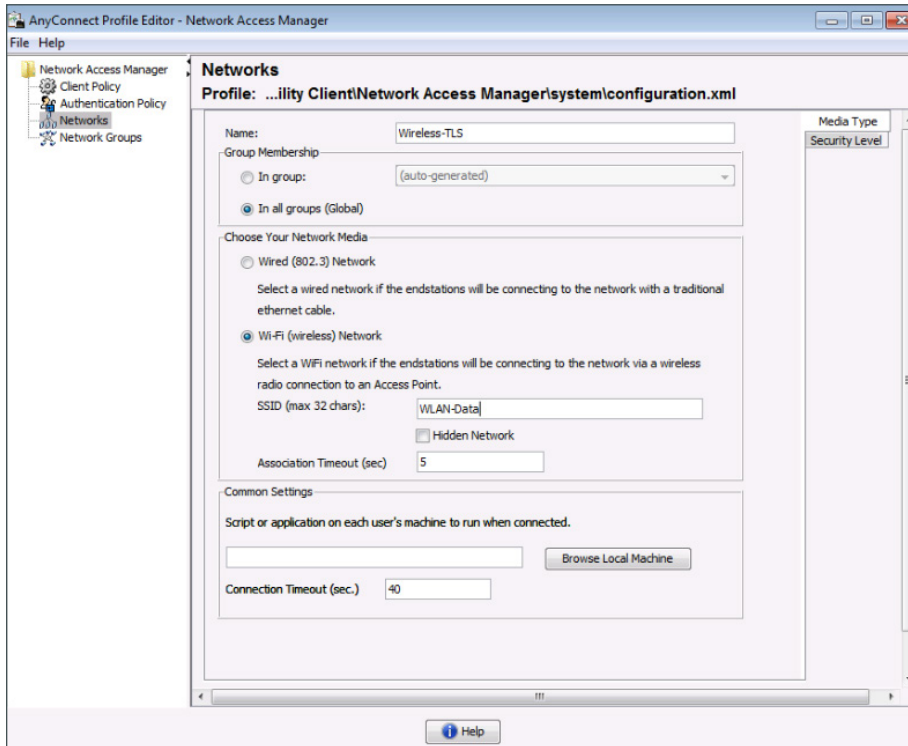 AnyConnect Profile Editor - Network Access Manager
File Help
Network Access Manager
Client Policy
Authentication Policy
Networks
Network Groups
Networks
Profile: ...ility Client\Network Access Manager\system\configuration.xml
Media Type
Security Level
Name: Wireless-TLS
Group Membership
In group: (auto-generated)
In all groups (Global)
Choose Your Network Media
Wired (802.3) Network
Select a wired network if the endstations will be connecting to the network with a traditional
ethernet cable.
Wi-Fi (wireless) Network
Select a WiFi network if the endstations will be connecting to the network via a wireless
radio connection to an Access Point.
SSID (max 32 chars): WLAN-Data
Hidden Network
Association Timeout (sec) 5
Common Settings
Script or application on each user's machine to run when connected.
Browse Local Machine
Connection Timeout (sec.) 40
Help